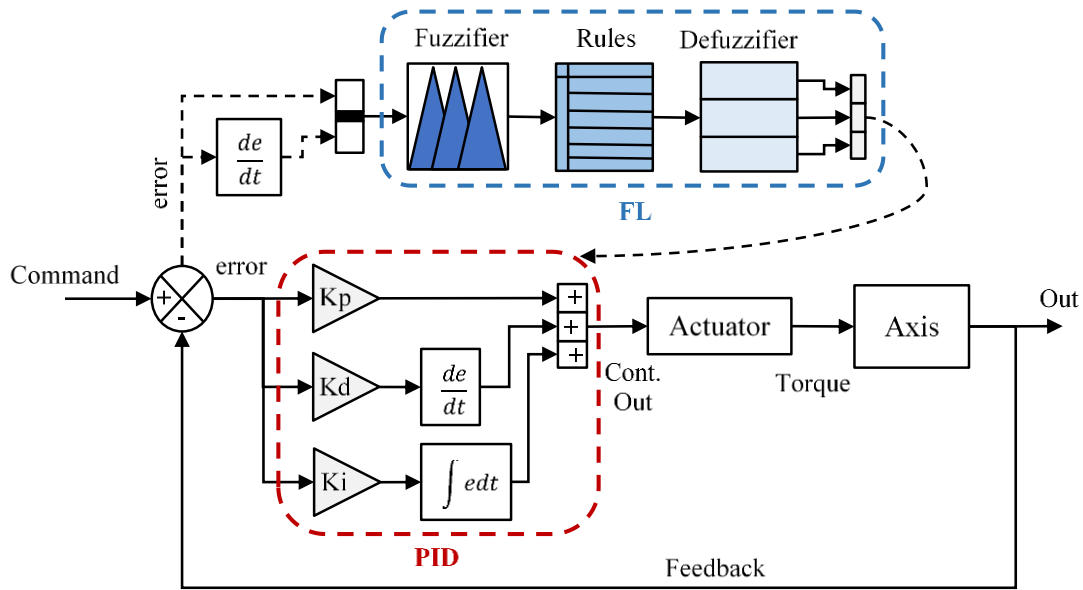 Fuzzifier
Rules
Defuzzifier
de
dt
error
FL
Command
error
+
-
Kp
+
+
+
Actuator
Axis
Out
Kd
de
dt
Cont.
Out
Torque
Ki
∫ edt
PID
Feedback